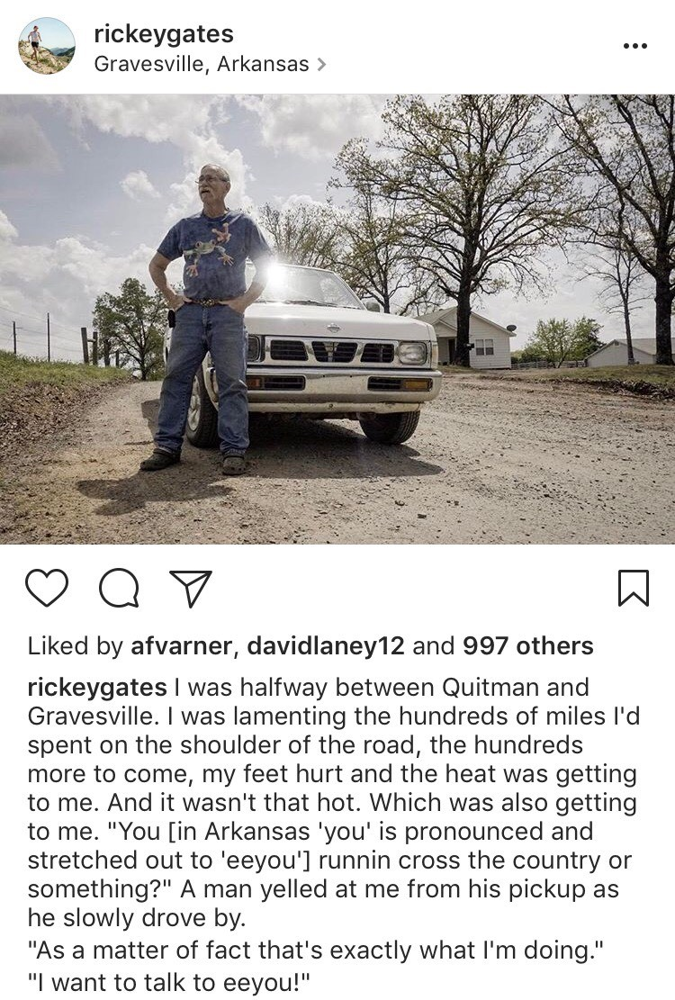 rickeygates
Gravesville, Arkansas >
Liked by afvarner, davidlaney12 and 997 others
rickeygates I was halfway between Quitman and
Gravesville. I was lamenting the hundreds of miles I'd
spent on the shoulder of the road, the hundreds
more to come, my feet hurt and the heat was getting
to me. And it wasn't that hot. Which was also getting
to me. "You [in Arkansas 'you' is pronounced and
stretched out to 'eeyou'] runnin cross the country or
something?" A man yelled at me from his pickup as
he slowly drove by.
"As a matter of fact that's exactly what I'm doing."
"I want to talk to eeyou!"